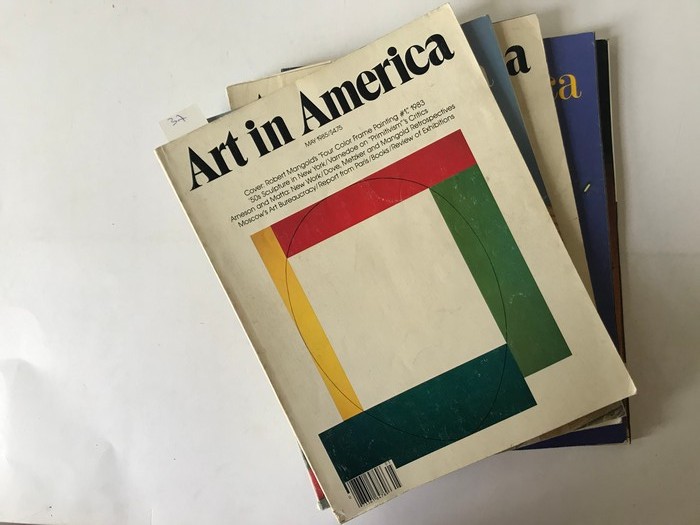 37
Art in America
MAY 1985/$4.75
Cover: Robert Mangold's "Four Color Frame Painting #1," 1983
'50s Sculpture in New York/Varnedoe on "Primitivism"'s Critics
Arneson and Matta: New Work/Dove, Metzker and Mangold Retrospectives
Moscow's Art Bureaucracy/Report from Paris/Books/Review of Exhibitions
a
ca